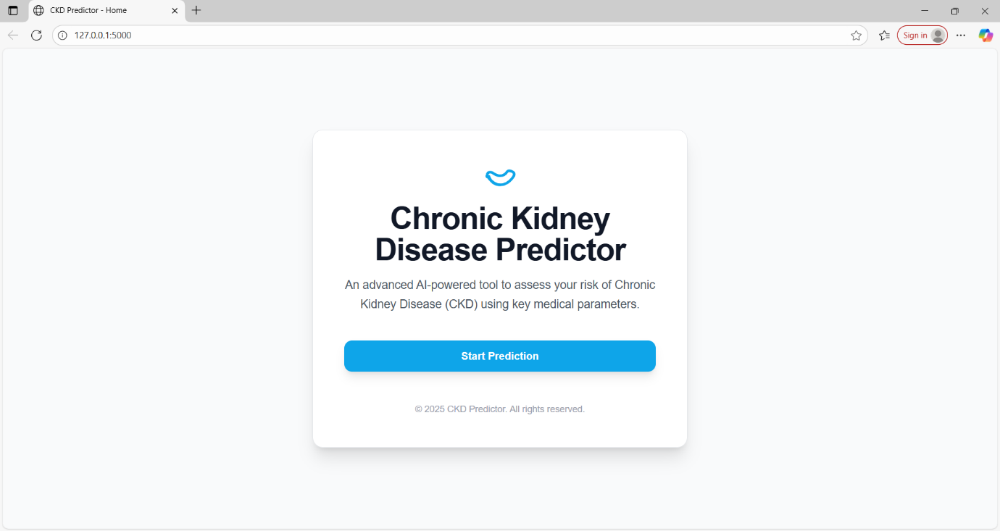 CKD Predictor - Home
127.0.0.1:5000
Sign in
Chronic Kidney
Disease Predictor
An advanced AI-powered tool to assess your risk of Chronic
Kidney Disease (CKD) using key medical parameters.
Start Prediction
© 2025 CKD Predictor. All rights reserved.